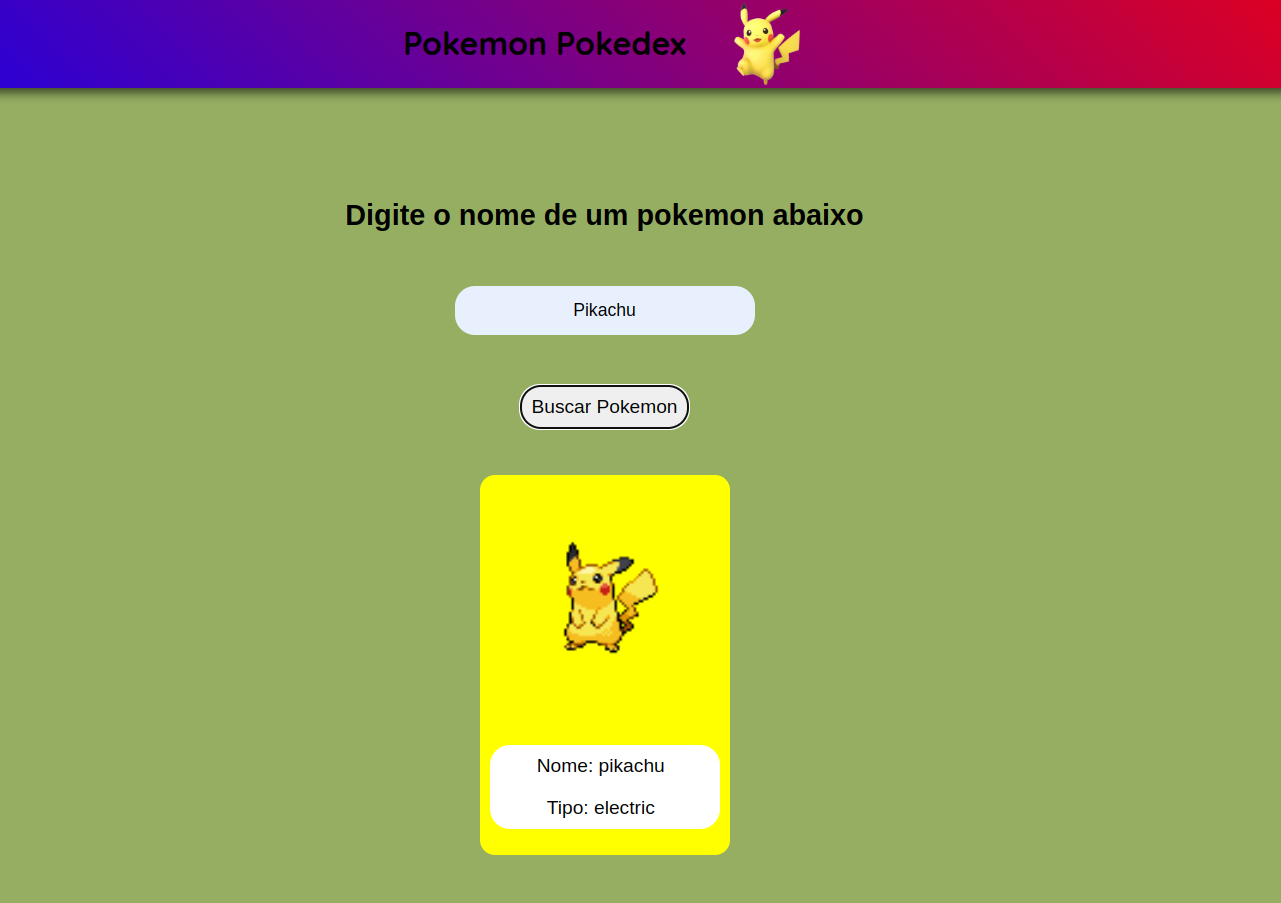 Pokemon Pokedex
Digite o nome de um pokemon abaixo
Pikachu
Buscar Pokemon
Nome: pikachu
Tipo: electric